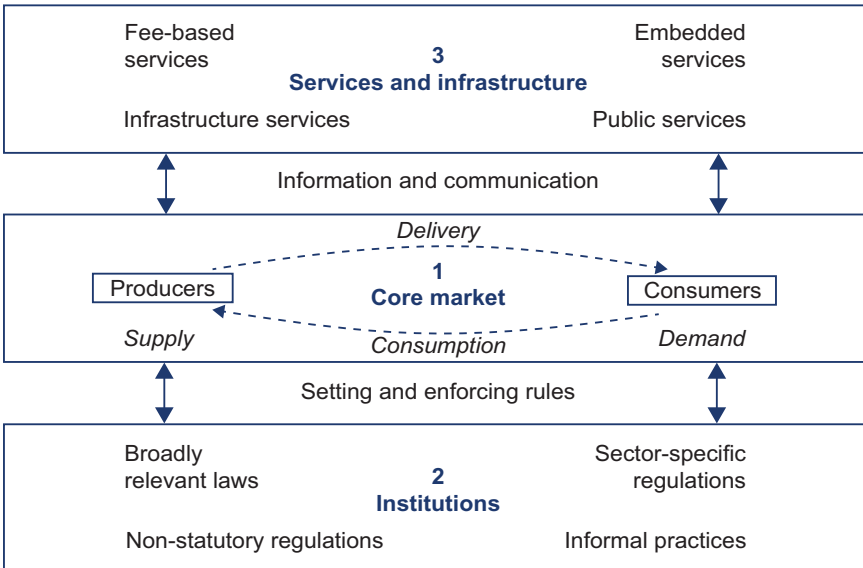 Fee-based
services
Embedded
services
3
Services and infrastructure
Infrastructure services
Public services
Information and communication
Delivery
1
Core market
Producers
Consumers
Supply
Consumption
Demand
Setting and enforcing rules
Broadly
relevant laws
Sector-specific
regulations
2
Institutions
Non-statutory regulations
Informal practices